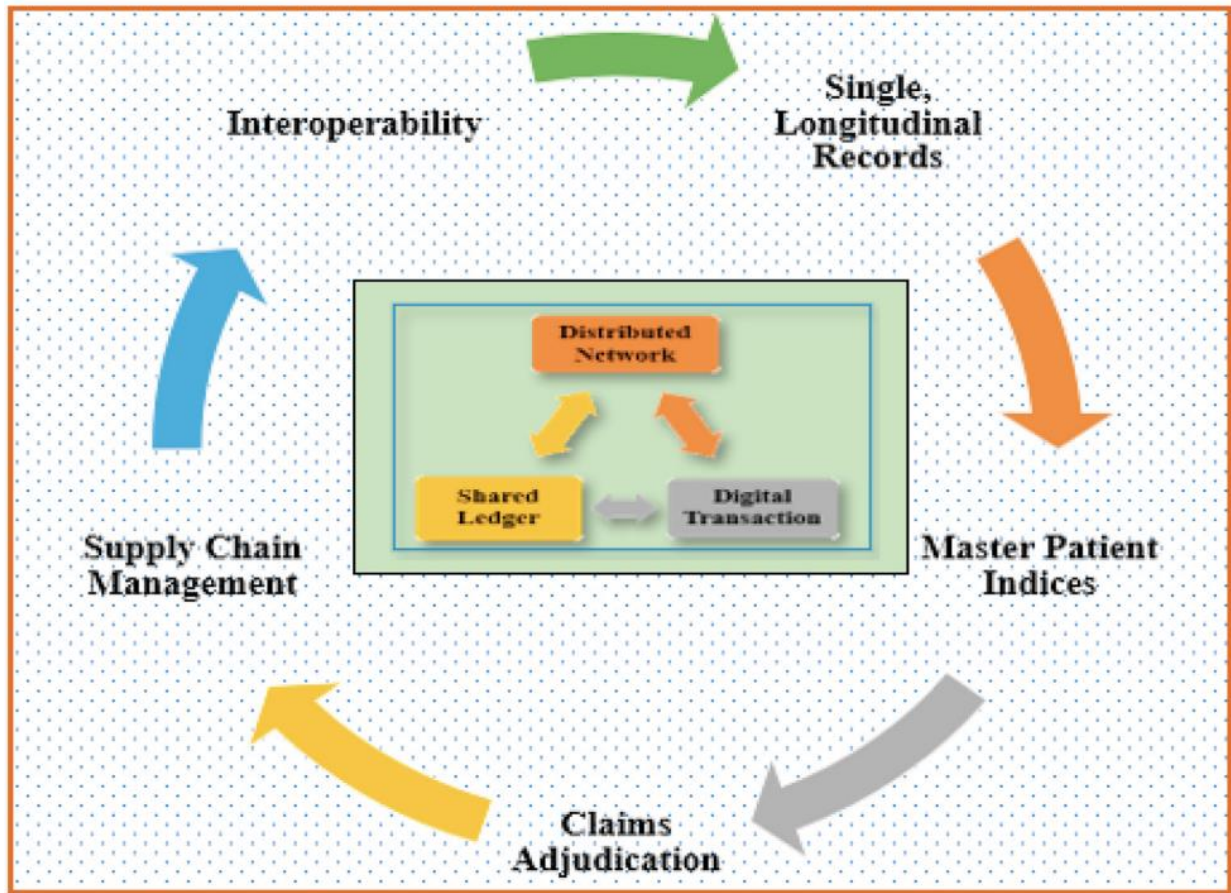 Interoperability
Single,
Longitudinal
Records
Distributed
Network
Shared
Ledger
Digital
Transaction
Supply Chain
Management
Master Patient
Indices
Claims
Adjudication